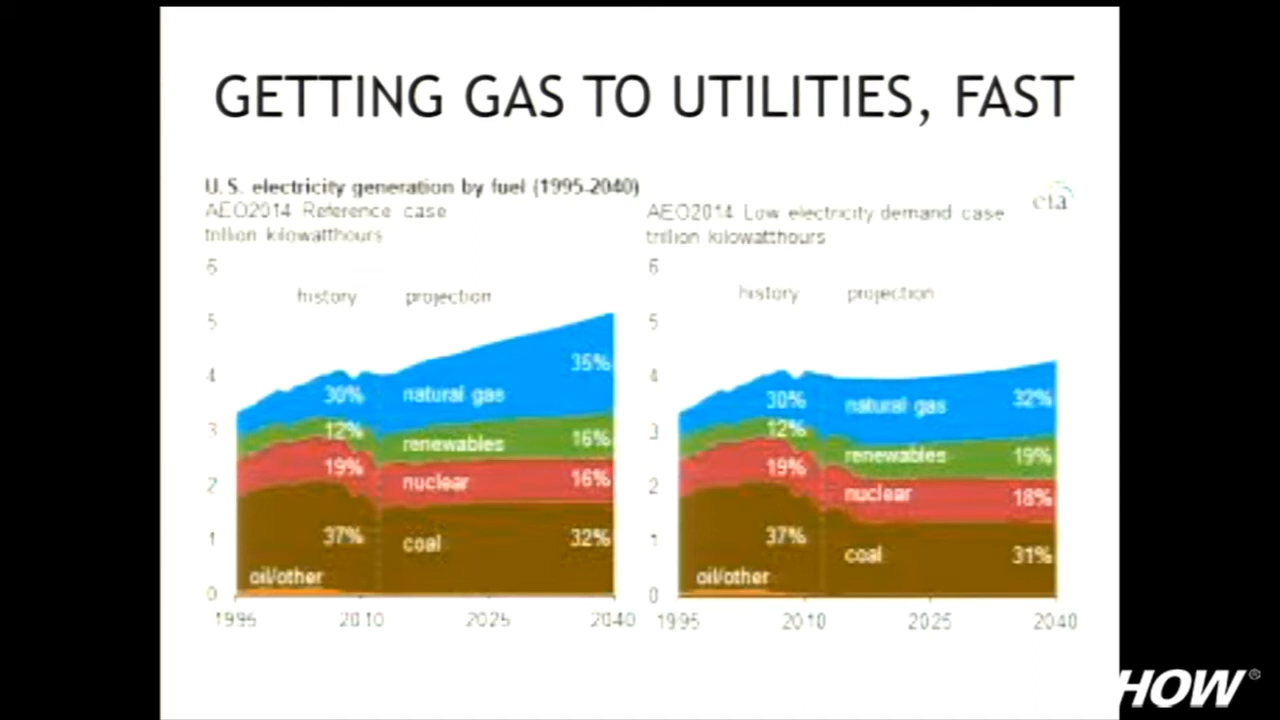 GETTING GAS TO UTILITIES, FAST
U.S. electricity generation by fuel (1995-2040)
AEO2014 Reference case
trillion kilowatthours
6
history projection
5
35%
4
30% natural gas
3
12% renewables 16%
19% nuclear 16%
2
37% coal 32%
1
oil/other
0
1995 2010 2025 2040
eia
AEO2014 Low electricity demand case
trillion kilowatthours
6
history projection
5
4
30% natural gas 32%
3
12% renewables 19%
19% nuclear 18%
2
37% coal 31%
1
oil/other
0
1995 2010 2025 2040
HOW®